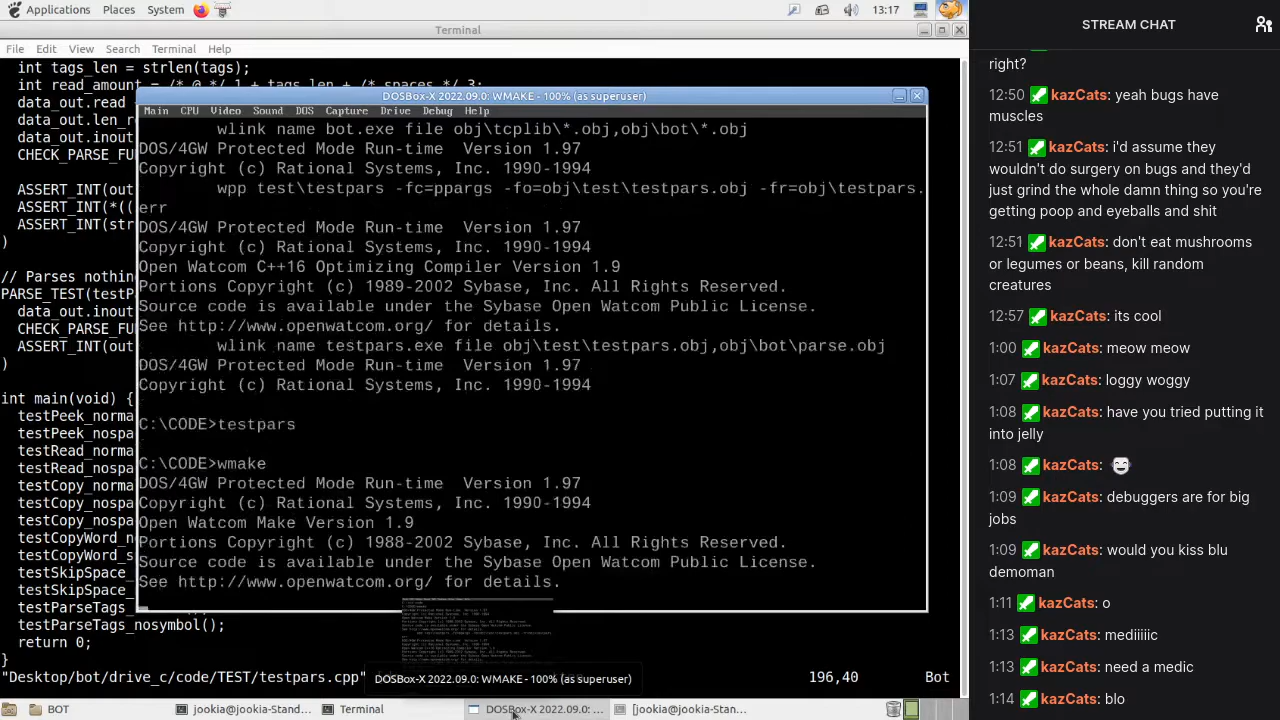 Applications Places System 13:17
Terminal
File Edit View Search Terminal Help
int tags_len = strlen(tags);
int read_amount = /* @ */ 1 + tags_len + /* spaces */ 3;
data_out.read
data_out.len_r
data_out.inout
CHECK_PARSE_FU
ASSERT_INT(out
ASSERT_INT(*((
ASSERT_INT(str
)
// Parses nothin
PARSE_TEST(testP
data_out.inout
CHECK_PARSE_FU
ASSERT_INT(out
)
int main(void) {
testPeek_norma
testPeek_nospa
testRead_norma
testRead_nospa
testCopy_norma
testCopy_nospa
testCopy_nospa
testCopyWord_n
testCopyWord_s
testSkipSpace_
testSkipSpace_
testParseTags_
testParseTags_
return 0;
}
"Desktop/bot/drive_c/code/TEST/testpars.cpp" 196,40 Bot
DOSBox-X 2022.09.0: WMAKE - 100% (as superuser)
Main CPU Video Sound DOS Capture Drive Debug Help
wlink name bot.exe file obj\tcplib\*.obj,obj\bot\*.obj
DOS/4GW Protected Mode Run-time Version 1.97
Copyright (c) Rational Systems, Inc. 1990-1994
wpp test\testpars -fc=ppargs -fo=obj\test\testpars.obj -fr=obj\testpars.
err
DOS/4GW Protected Mode Run-time Version 1.97
Copyright (c) Rational Systems, Inc. 1990-1994
Open Watcom C++16 Optimizing Compiler Version 1.9
Portions Copyright (c) 1989-2002 Sybase, Inc. All Rights Reserved.
Source code is available under the Sybase Open Watcom Public License.
See http://www.openwatcom.org/ for details.
wlink name testpars.exe file obj\test\testpars.obj,obj\bot\parse.obj
DOS/4GW Protected Mode Run-time Version 1.97
Copyright (c) Rational Systems, Inc. 1990-1994
C:\CODE>testpars
C:\CODE>wmake
DOS/4GW Protected Mode Run-time Version 1.97
Copyright (c) Rational Systems, Inc. 1990-1994
Open Watcom Make Version 1.9
Portions Copyright (c) 1988-2002 Sybase, Inc. All Rights Reserved.
Source code is available under the Sybase Open Watcom Public License.
See http://www.openwatcom.org/ for details.
DOSBox-X 2022.09.0: WMAKE - 100% (as superuser)
BOT jookia@jookia-Stand... Terminal DOSBox-X 2022.09.0: ... [jookia@jookia-Stan...
STREAM CHAT
right?
12:50 kazCats: yeah bugs have
muscles
12:51 kazCats: i'd assume they
wouldn't do surgery on bugs and they'd
just grind the whole damn thing so you're
getting poop and eyeballs and shit
12:51 kazCats: don't eat mushrooms
or legumes or beans, kill random
creatures
12:57 kazCats: its cool
1:00 kazCats: meow meow
1:07 kazCats: loggy woggy
1:08 kazCats: have you tried putting it
into jelly
1:08 kazCats:
1:09 kazCats: debuggers are for big
jobs
1:09 kazCats: would you kiss blu
demoman
1:11 kazCats: c
1:13 kazCats: panic
1:13 kazCats: need a medic
1:14 kazCats: blo